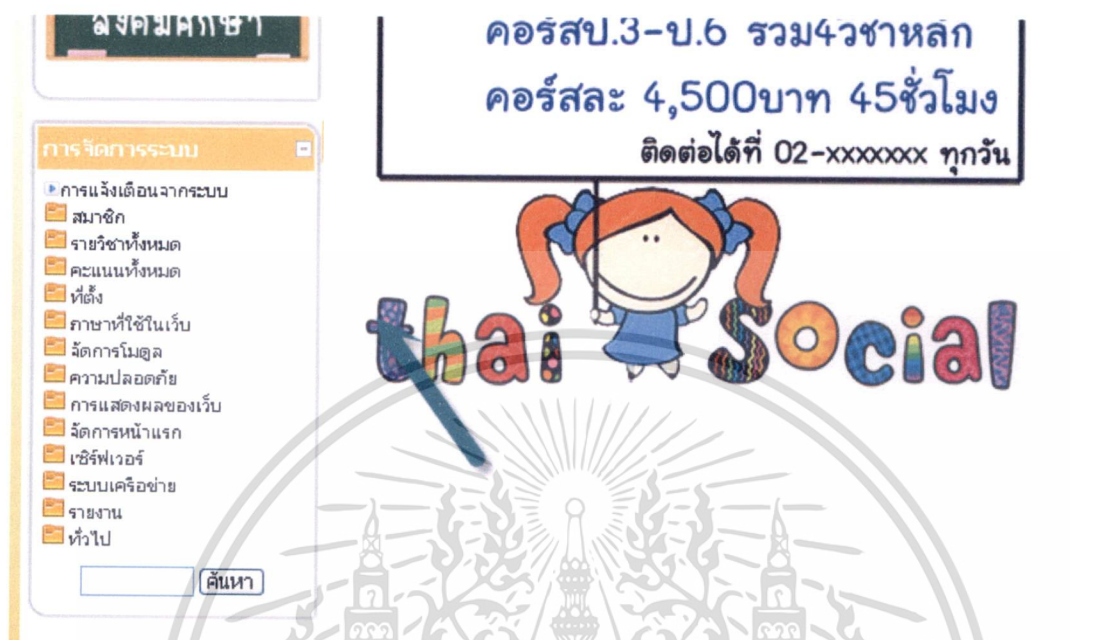 สังคมศึกษา
การจัดการระบบ
การแจ้งเตือนจากระบบ
สมาชิก
รายวิชาทั้งหมด
คะแนนทั้งหมด
ที่ตั้ง
ภาษาที่ใช้ในเว็บ
จัดการโมดูล
ความปลอดภัย
การแสดงผลของเว็บ
จัดการหน้าแรก
เซิร์ฟเวอร์
ระบบเครือข่าย
รายงาน
ทั่วไป
ค้นหา
คอร์สป.3-ป.6 รวม4วิชาหลัก
คอร์สละ 4,500บาท 45ชั่วโมง
ติดต่อได้ที่ 02-xxxxxxx ทุกวัน
thai Social